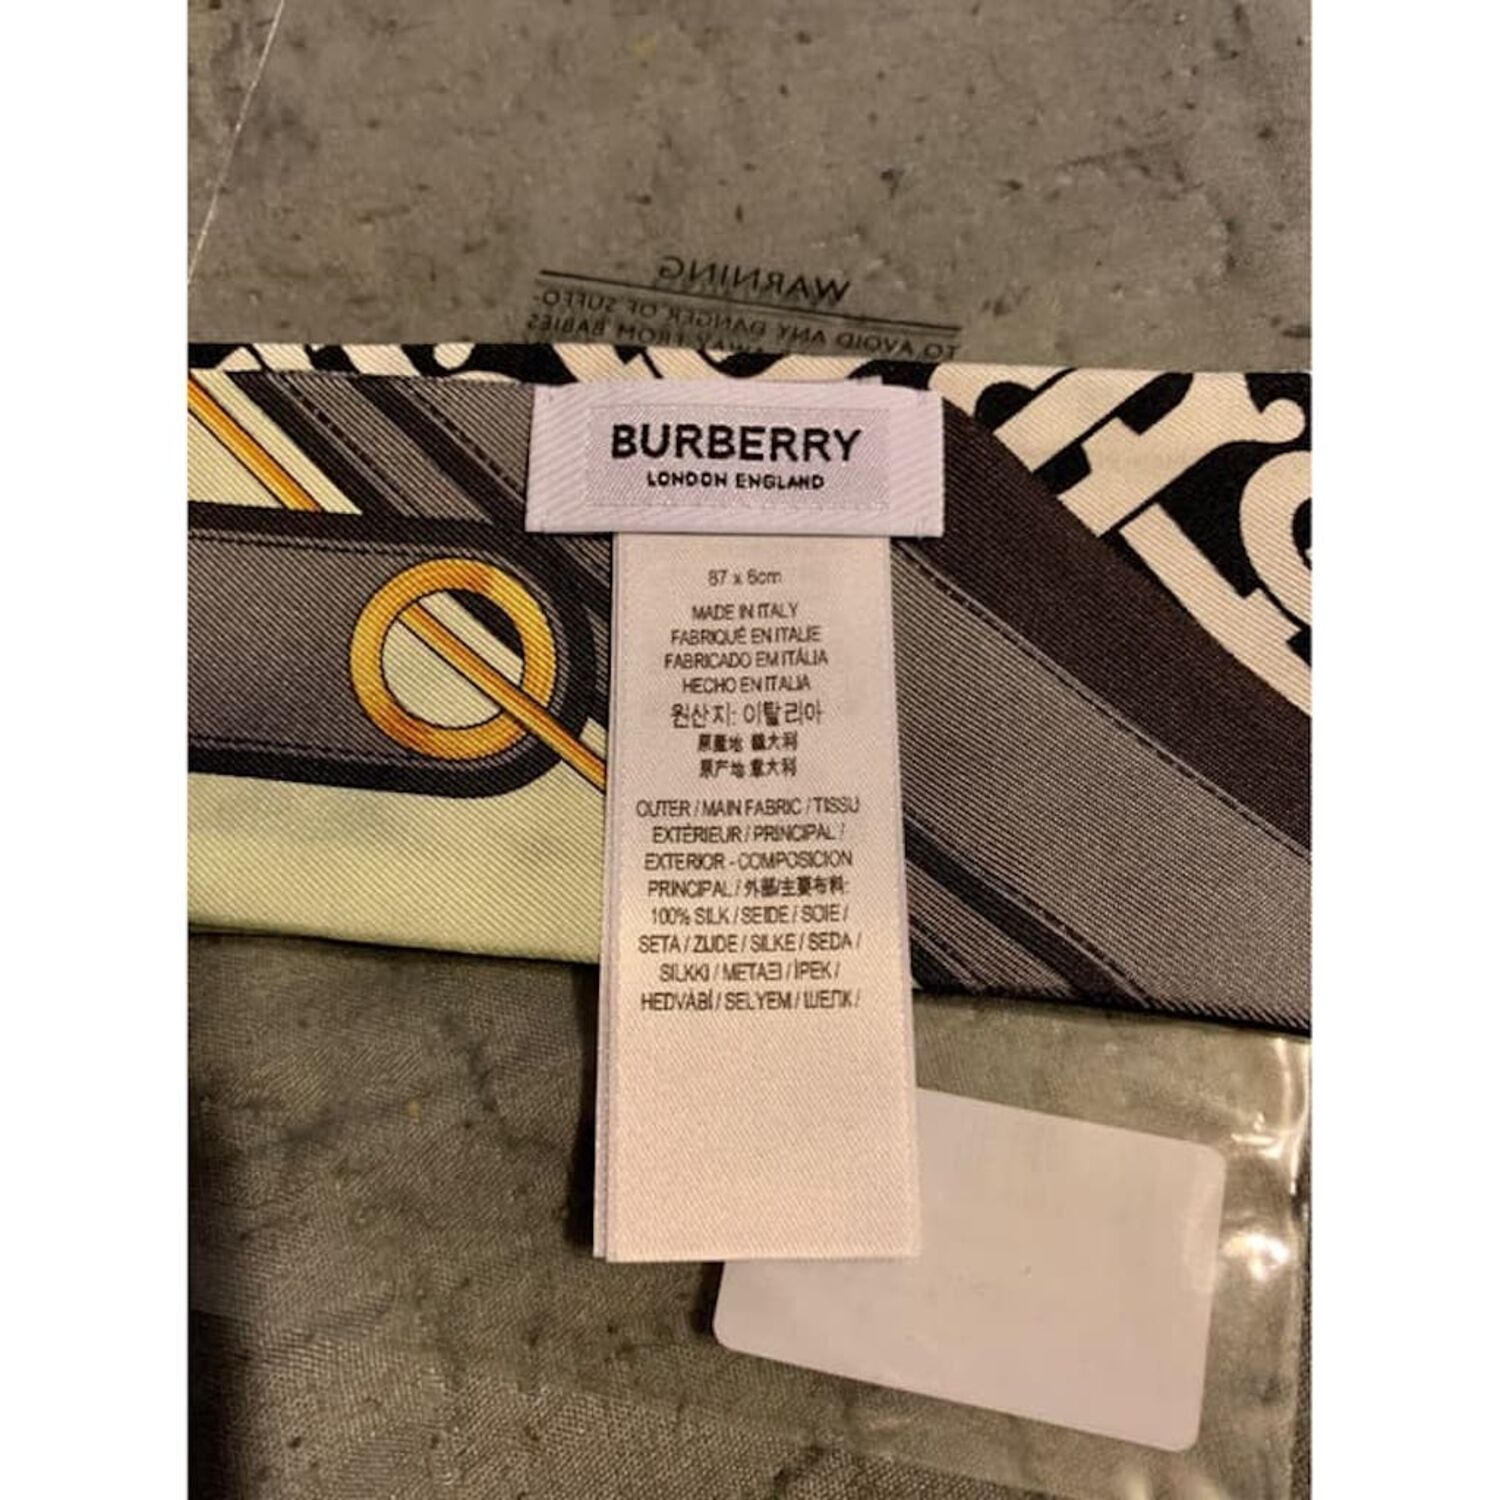 WARNING
TO AVOID ANY DANGER OF SUFFO-
AWAY FROM BABIES
BURBERRY
LONDON ENGLAND
87 x 6cm
MADE IN ITALY
FABRIQUÉ EN ITALIE
FABRICADO EM ITÁLIA
HECHO EN ITALIA
원산지: 이탈리아
原產地 義大利
原产地 意大利
OUTER / MAIN FABRIC / TISSU
EXTÉRIEUR / PRINCIPAL /
EXTERIOR - COMPOSICION
PRINCIPAL / 外部/主要布料:
100% SILK / SEIDE / SOIE /
SETA / ZIJDE / SILKE / SEDA /
SILKKI / ΜΕΤΑΞΙ / İPEK /
HEDVÁBÍ / SELYEM / ШЕЛК /